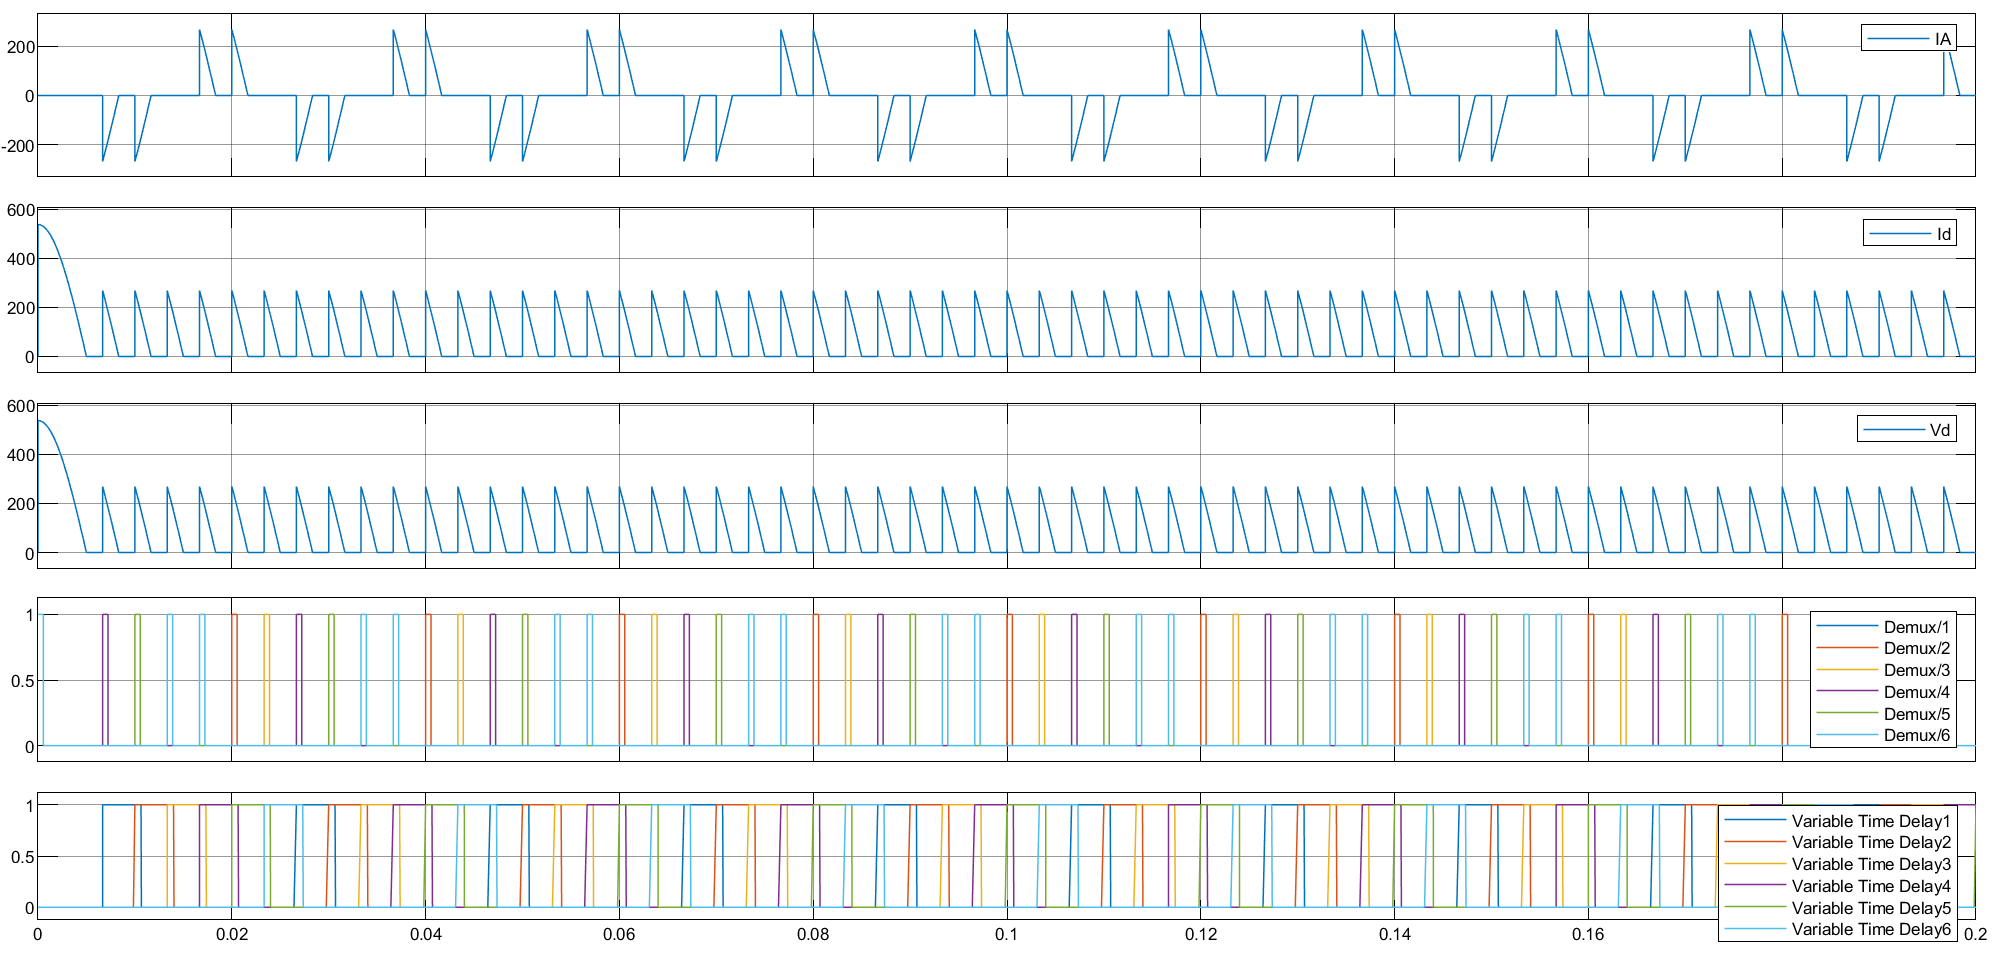 200
0
-200
IA
600
400
200
0
Id
600
400
200
0
Vd
1
0.5
0
Demux/1
Demux/2
Demux/3
Demux/4
Demux/5
Demux/6
1
0.5
0
Variable Time Delay1
Variable Time Delay2
Variable Time Delay3
Variable Time Delay4
Variable Time Delay5
Variable Time Delay6
0 0.02 0.04 0.06 0.08 0.1 0.12 0.14 0.16 0.2